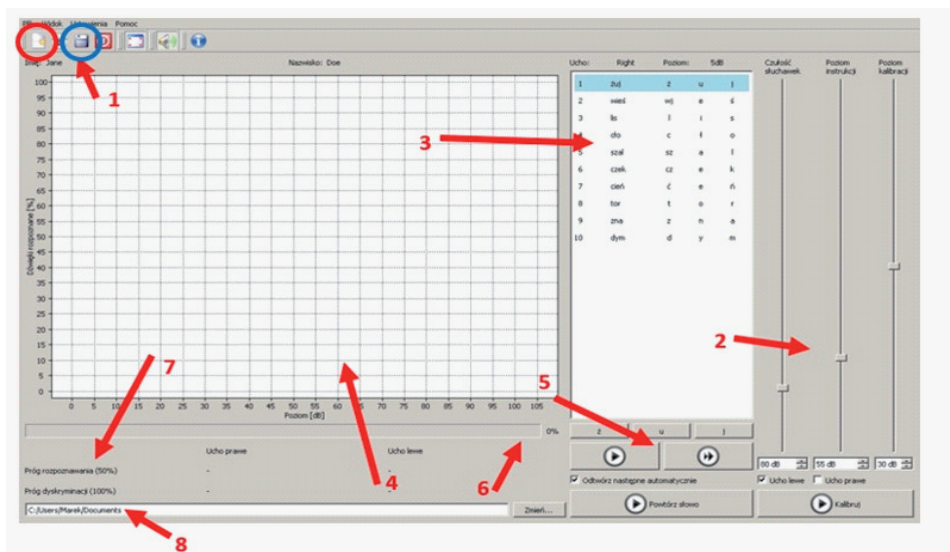 Plik Widok Ustawienia Pomoc
Imię: Jane Nazwisko: Doe
Ucho: Right Poziom: 5dB
Czułość słuchawek
Poziom instrukcji
Poziom kalibracji
1 żuj ż u j
2 wieś wj e ś
3 lis l i s
4 cło c ł o
5 szal sz a l
6 czek cz e k
7 cień ć e ń
8 tor t o r
9 zna z n a
10 dym d y m
Dźwięki rozpoznane [%]
100
95
90
85
80
75
70
65
60
55
50
45
40
35
30
25
20
15
10
5
0
0 5 10 15 20 25 30 35 40 45 50 55 60 65 70 75 80 85 90 95 100 105
Poziom [dB]
0%
ż u j
Ucho prawe Ucho lewe
Próg rozpoznawania (50%) - -
Próg dyskryminacji (100%) - -
C:/Users/Marek/Documents Zmień...
Odtwórz następne automatycznie
Powtórz słowo
80 dB 55 dB 30 dB
Ucho lewe Ucho prawe
Kalibruj
1
2
3
4
5
6
7
8